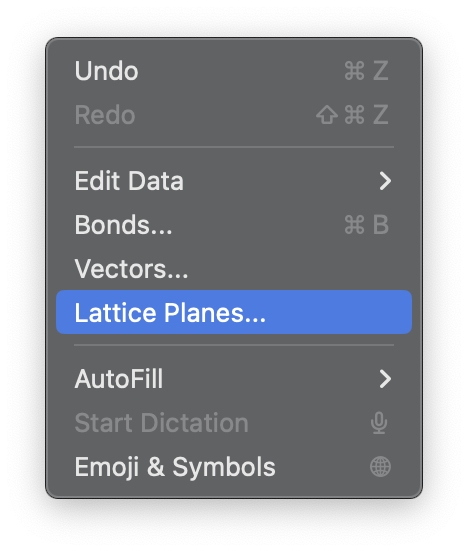 Undo ⌘ Z
Redo ⇧ ⌘ Z
Edit Data
Bonds... ⌘ B
Vectors...
Lattice Planes...
AutoFill
Start Dictation
Emoji & Symbols